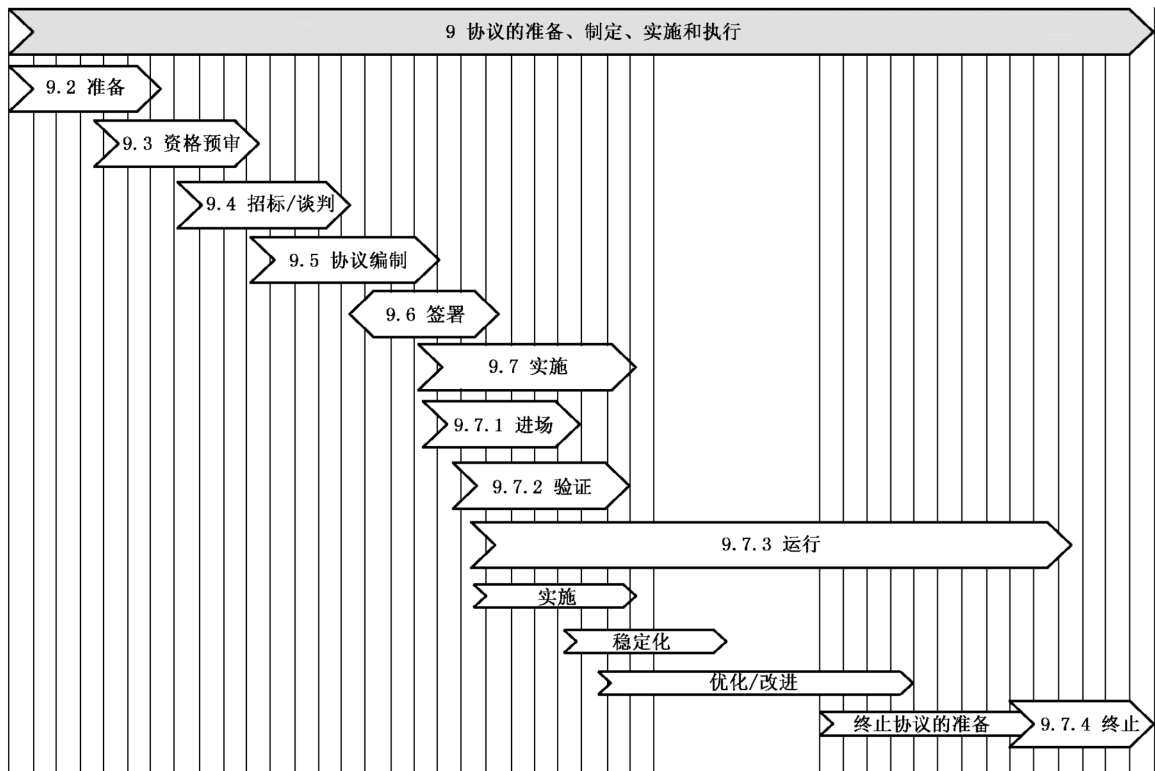 9 协议的准备、制定、实施和执行
9.2 准备
9.3 资格预审
9.4 招标/谈判
9.5 协议编制
9.6 签署
9.7 实施
9.7.1 进场
9.7.2 验证
9.7.3 运行
实施
稳定化
优化/改进
终止协议的准备
9.7.4 终止